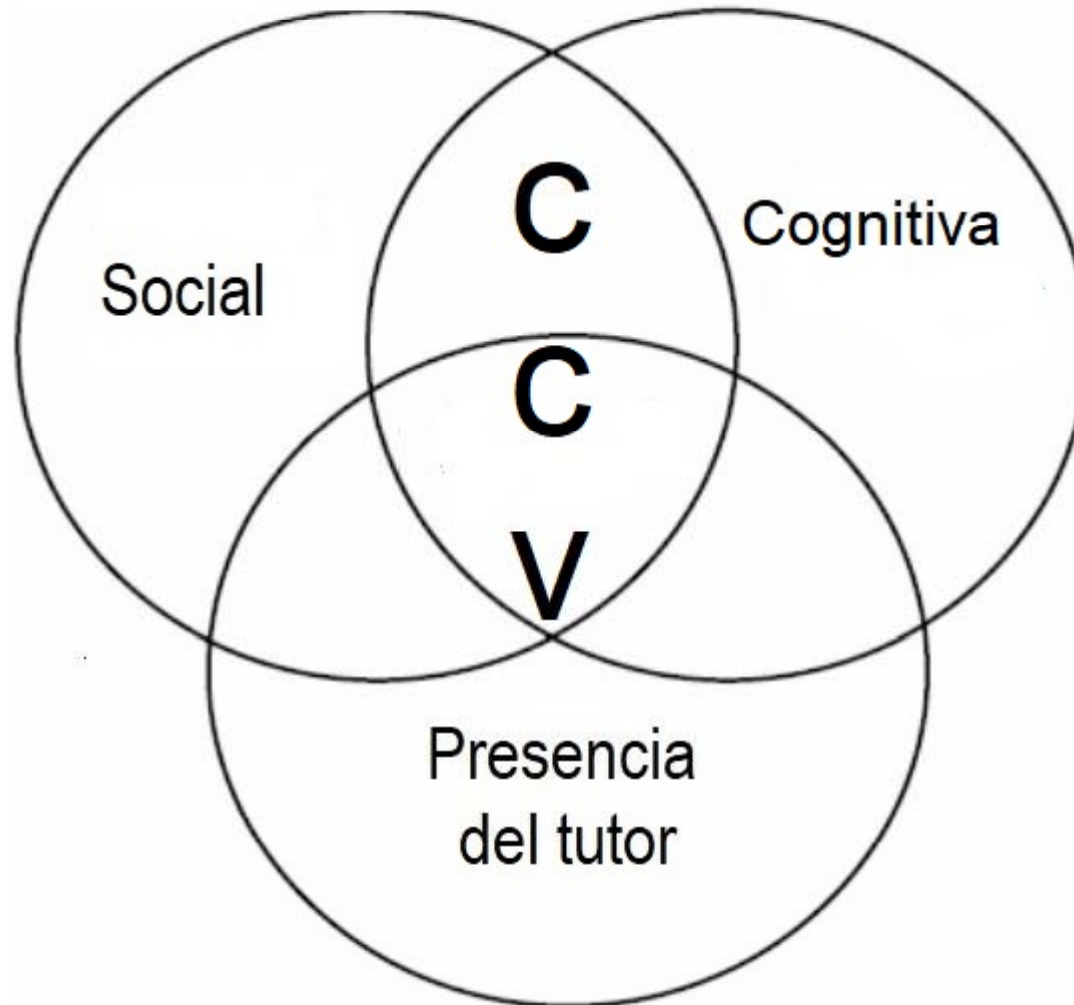 C
Cognitiva
Social
C
V
Presencia
del tutor